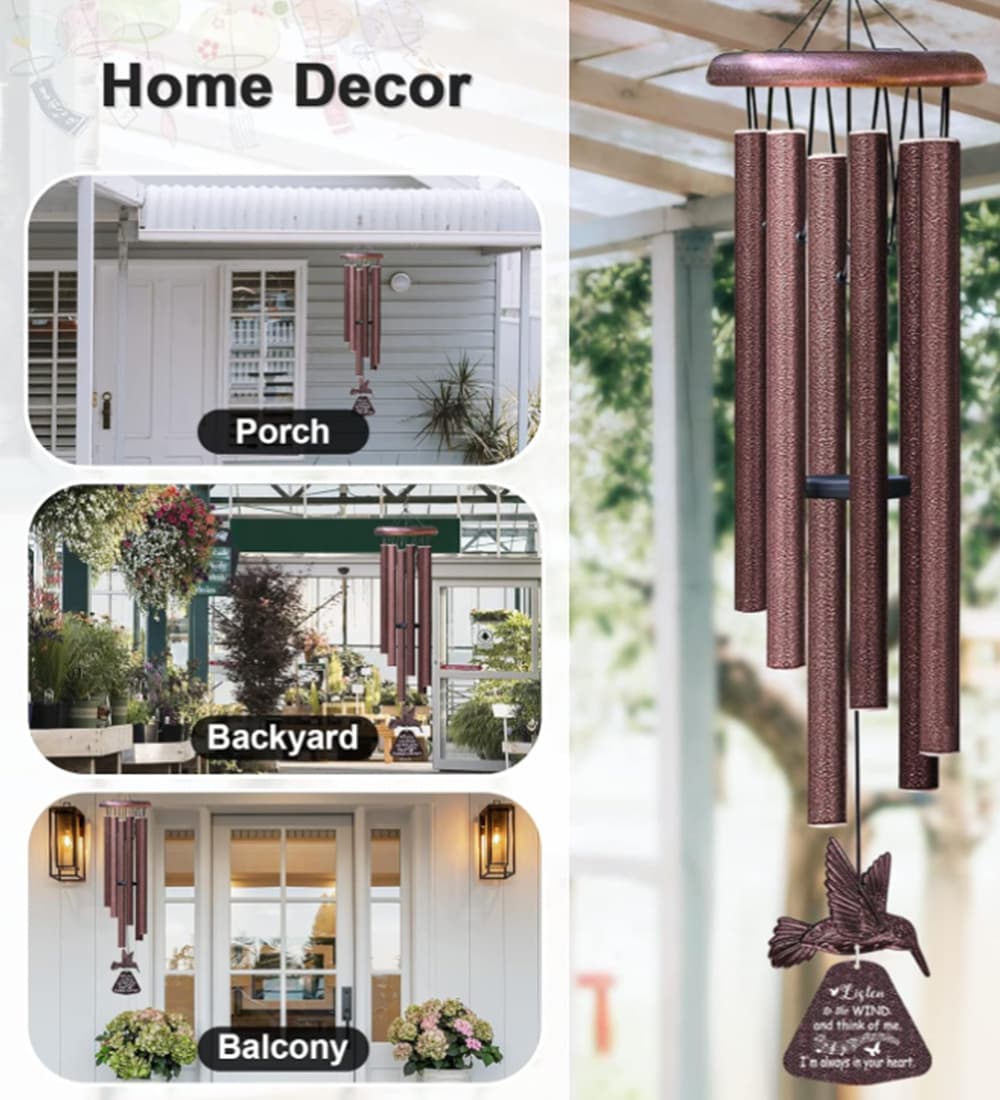 Home Decor
Porch
Backyard
Balcony
Listen
to the WIND
and think of me,
I'm always in your heart.